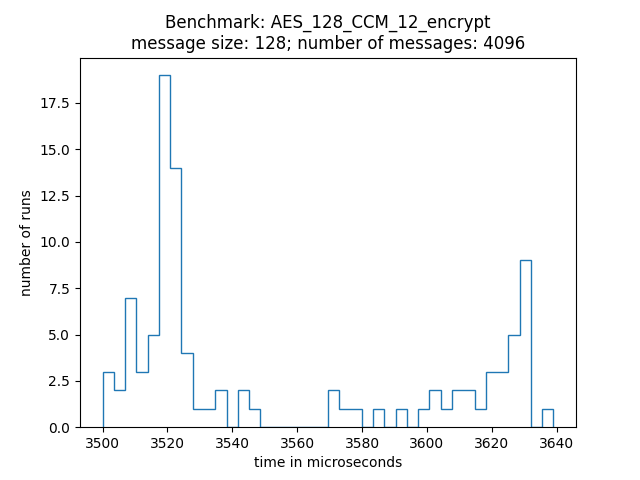 Benchmark: AES_128_CCM_12_encrypt
message size: 128; number of messages: 4096
17.5
15.0
12.5
10.0
7.5
5.0
2.5
0.0
number of runs
3500 3520 3540 3560 3580 3600 3620 3640
time in microseconds